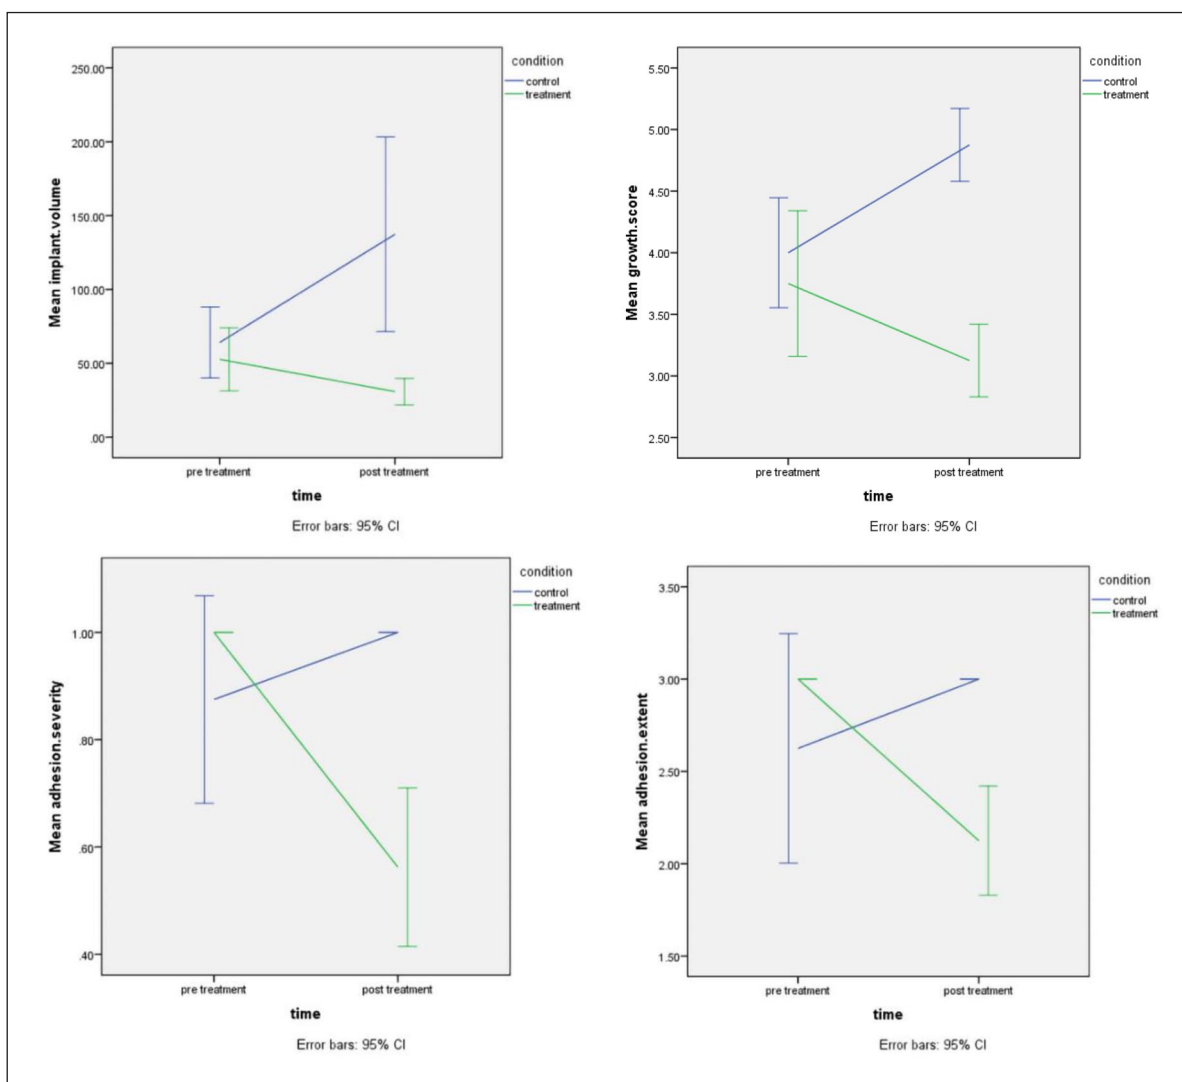 condition
control
treatment
250.00
200.00
150.00
100.00
50.00
.00
Mean implant.volume
pre treatment
post treatment
time
Error bars: 95% CI
condition
control
treatment
5.50
5.00
4.50
4.00
3.50
3.00
2.50
Mean growth.score
pre treatment
post treatment
time
Error bars: 95% CI
condition
control
treatment
1.00
.80
.60
.40
Mean adhesion.severity
pre treatment
post treatment
time
Error bars: 95% CI
condition
control
treatment
3.50
3.00
2.50
2.00
1.50
Mean adhesion.extent
pre treatment
post treatment
time
Error bars: 95% CI